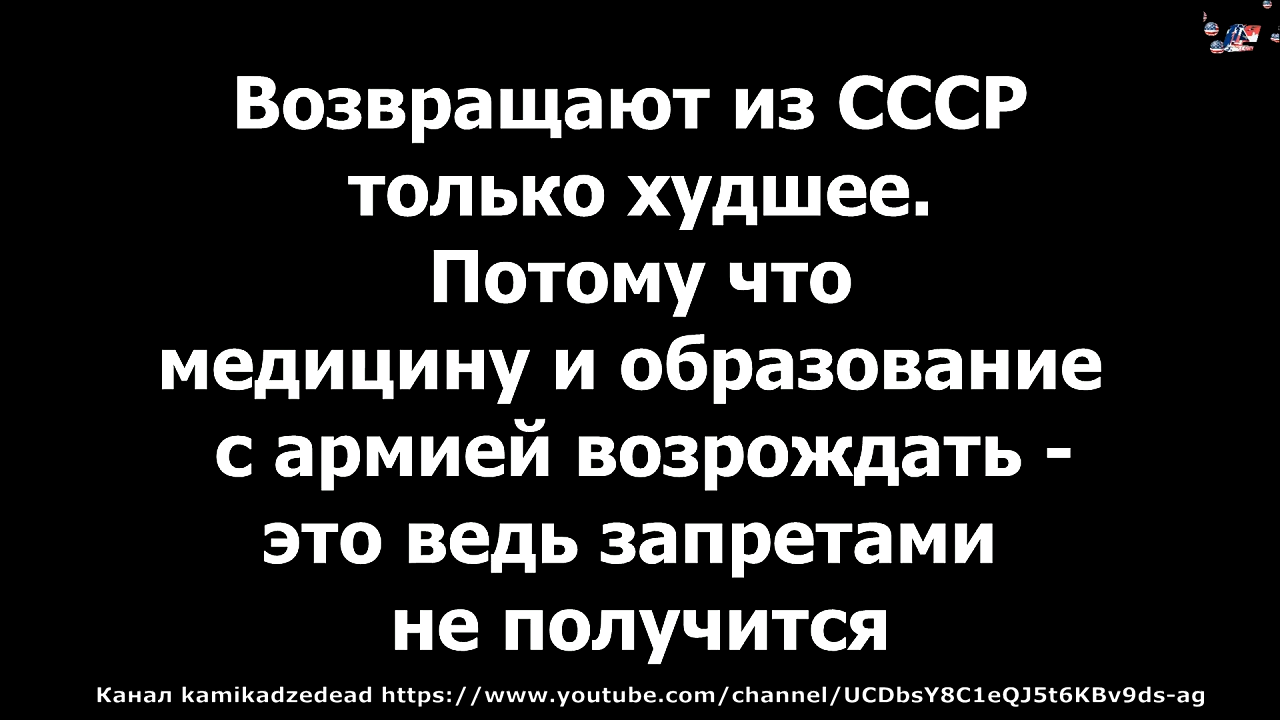 Возвращают из СССР
только худшее.
Потому что
медицину и образование
с армией возрождать -
это ведь запретами
не получится
Канал kamikadzedead https://www.youtube.com/channel/UCDbsY8C1eQJ5t6KBv9ds-ag